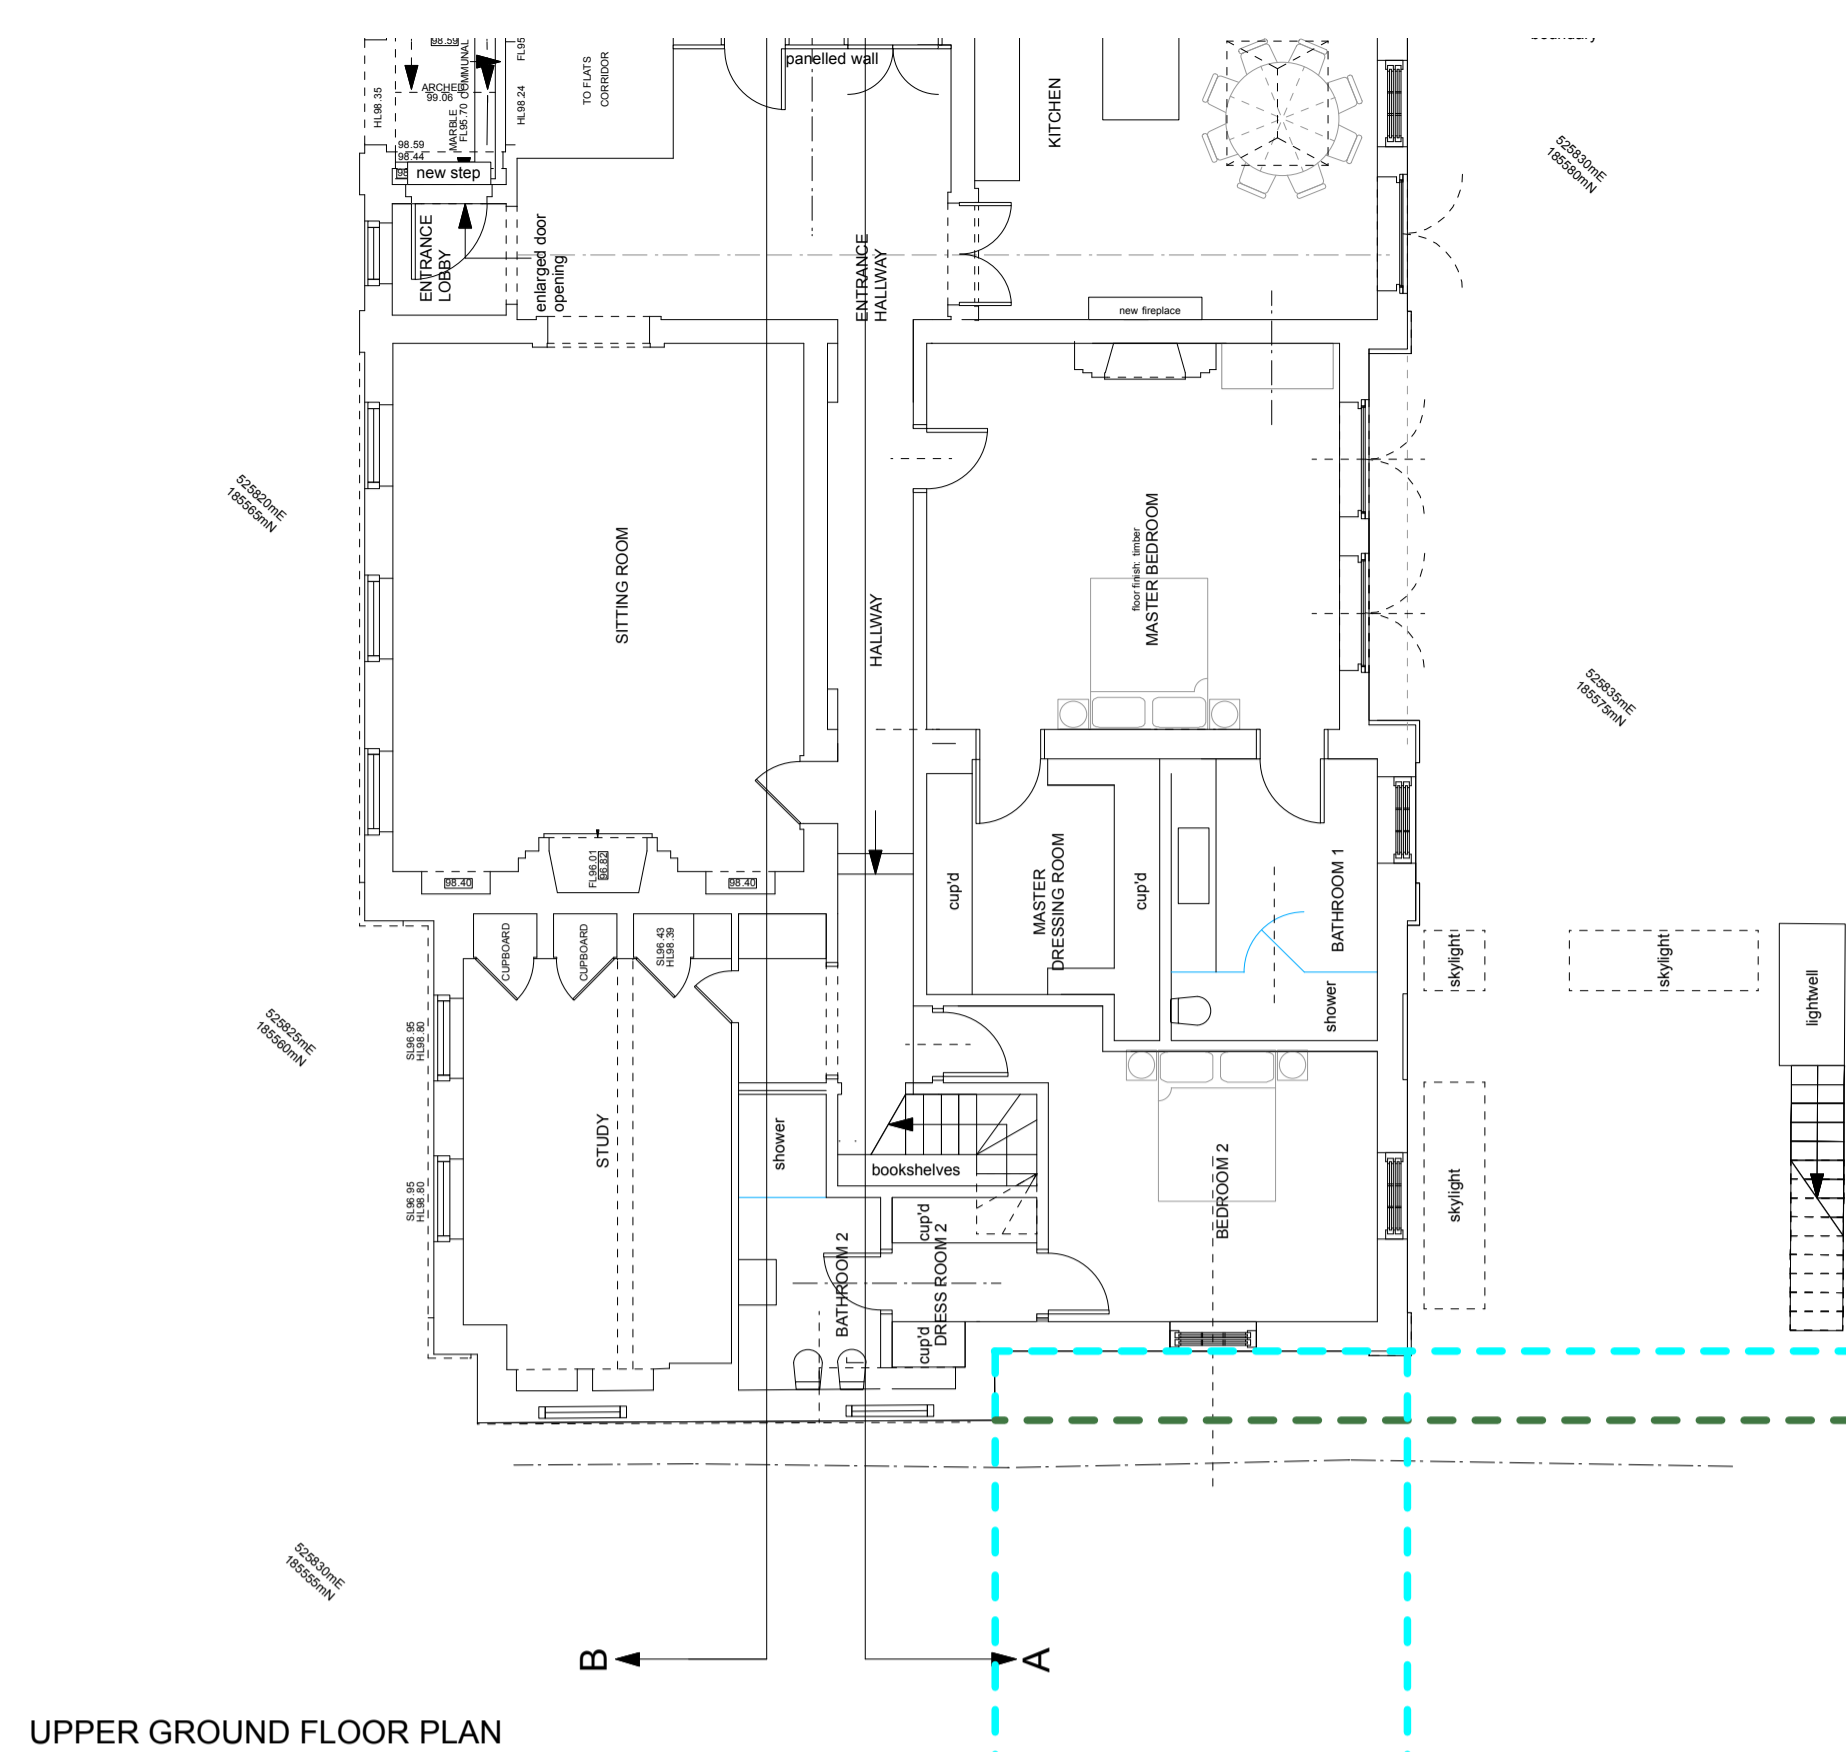 98.59
COMMUNAL
FL95
ARCHED
99.06
HL98.35
MARBLE
FL95.70
HL98.24
98.59
98.44
98
new step
TO FLATS
CORRIDOR
panelled wall
KITCHEN
boundary
525830mE
185580mN
ENTRANCE
LOBBY
enlarged door
opening
ENTRANCE
HALLWAY
new fireplace
525820mE
185565mN
SITTING ROOM
HALLWAY
floor finish: timber
MASTER BEDROOM
525835mE
185575mN
98.40
FL96.01
96.82
98.40
cup'd
MASTER
DRESSING ROOM
cup'd
BATHROOM 1
CUPBOARD
CUPBOARD
SL96.43
HL98.39
skylight
skylight
lightwell
shower
525825mE
185560mN
SL96.95
HL98.80
STUDY
shower
bookshelves
BEDROOM 2
skylight
SL96.95
HL98.80
BATHROOM 2
cup'd
DRESS ROOM 2
cup'd
525830mE
185555mN
B
A
UPPER GROUND FLOOR PLAN